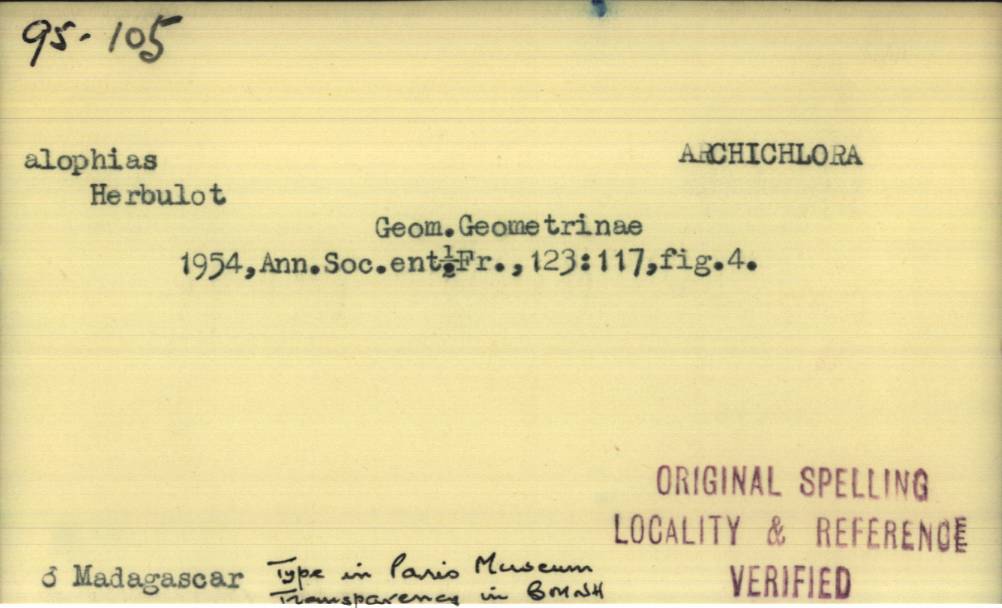 95-105
alophias ARCHICHLORA
Herbulot
Geom.Geometrinae
1954,Ann.Soc.ent.Fr.,123:117,fig.4.
ORIGINAL SPELLING
LOCALITY & REFERENCE
VERIFIED
♂ Madagascar Type in Paris Museum
Transparency in BMNH